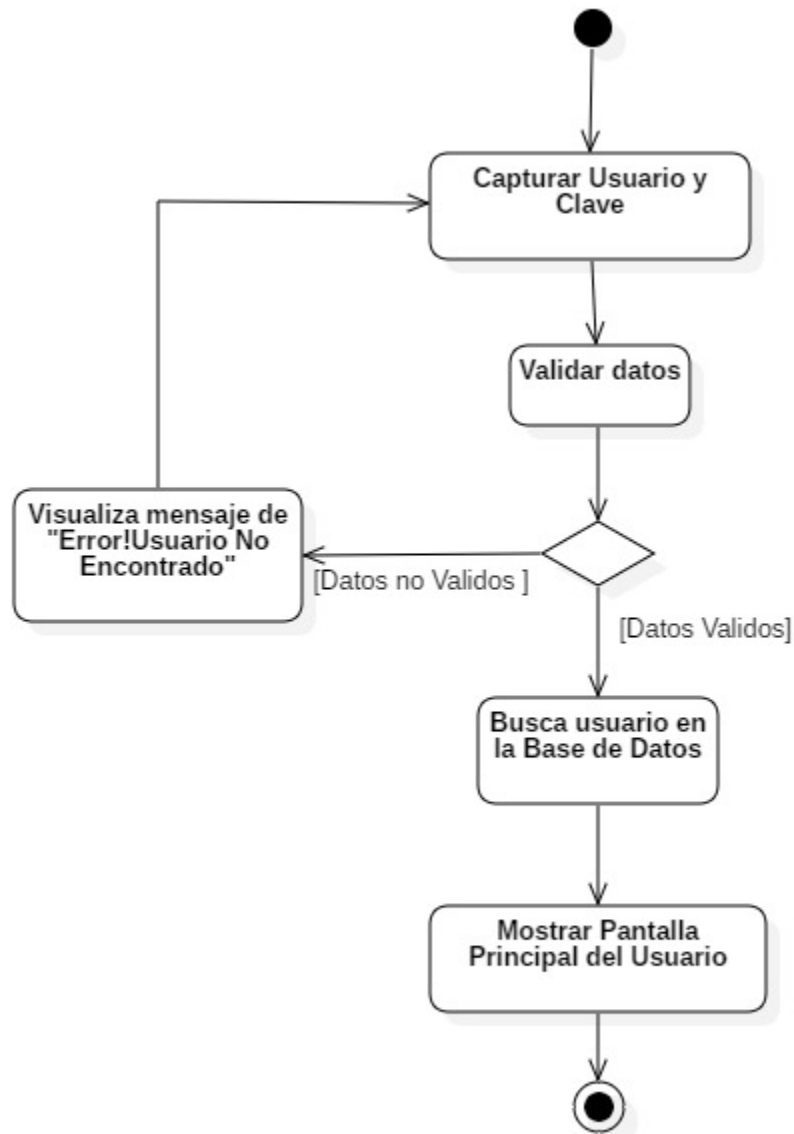 Capturar Usuario y
Clave
Validar datos
Visualiza mensaje de
"Error!Usuario No
Encontrado"
[Datos no Validos ]
[Datos Validos]
Busca usuario en
la Base de Datos
Mostrar Pantalla
Principal del Usuario